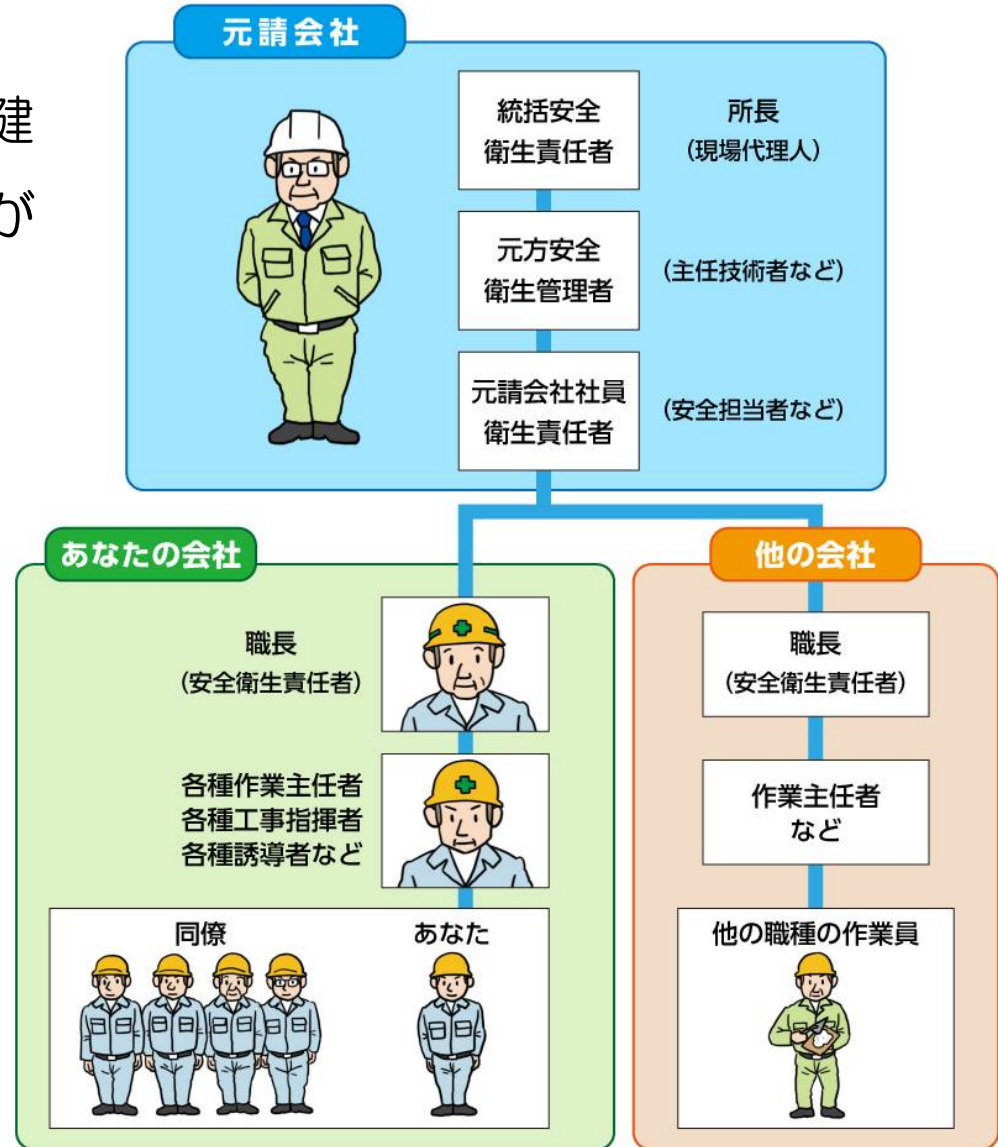 建
が
元請会社
統括安全
衛生責任者
所長
(現場代理人)
元方安全
衛生管理者
(主任技術者など)
元請会社社員
衛生責任者
(安全担当者など)
あなたの会社
職長
(安全衛生責任者)
各種作業主任者
各種工事指揮者
各種誘導者など
同僚
あなた
他の会社
職長
(安全衛生責任者)
作業主任者
など
他の職種の作業員